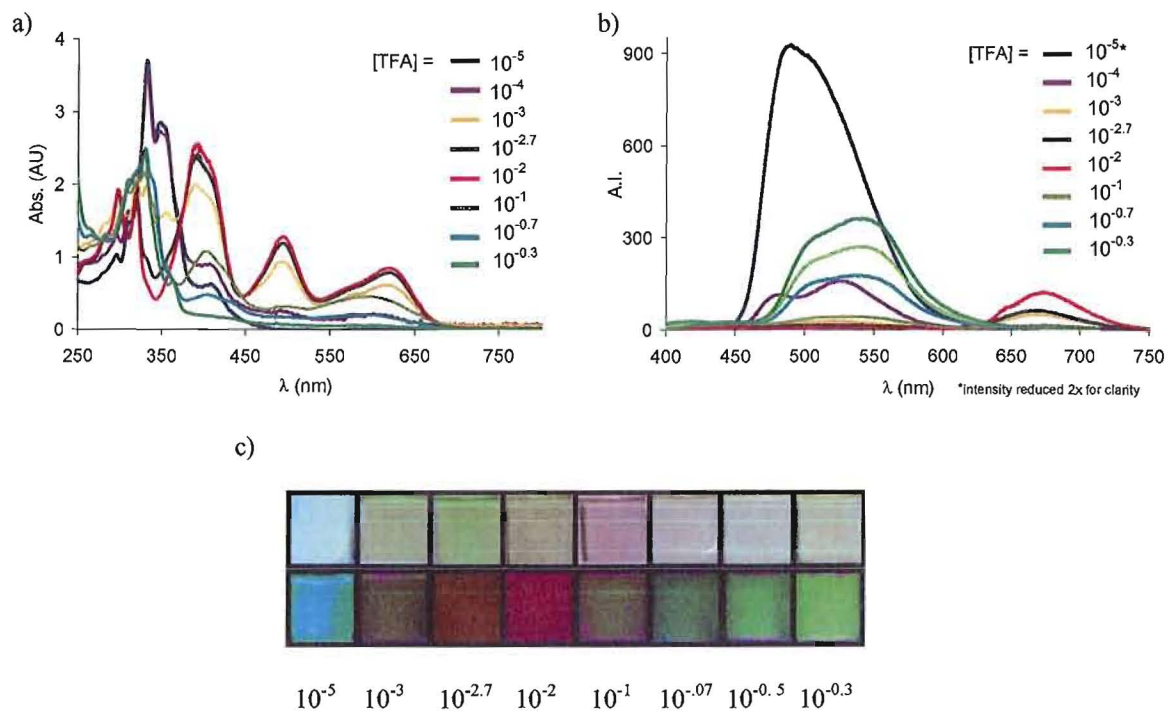 a)
4
3
2
1
0
Abs. (AU)
250 350 450 550 650 750
λ (nm)
[TFA] =
10⁻⁵
10⁻⁴
10⁻³
10⁻²·⁷
10⁻²
10⁻¹
10⁻⁰·⁷
10⁻⁰·³
b)
900
600
300
0
A.I.
400 450 500 550 600 650 700 750
λ (nm)
*Intensity reduced 2x for clarity
[TFA] =
10⁻⁵*
10⁻⁴
10⁻³
10⁻²·⁷
10⁻²
10⁻¹
10⁻⁰·⁷
10⁻⁰·³
c)
10⁻⁵ 10⁻³ 10⁻²·⁷ 10⁻² 10⁻¹ 10⁻·⁰⁷ 10⁻⁰·⁵ 10⁻⁰·³